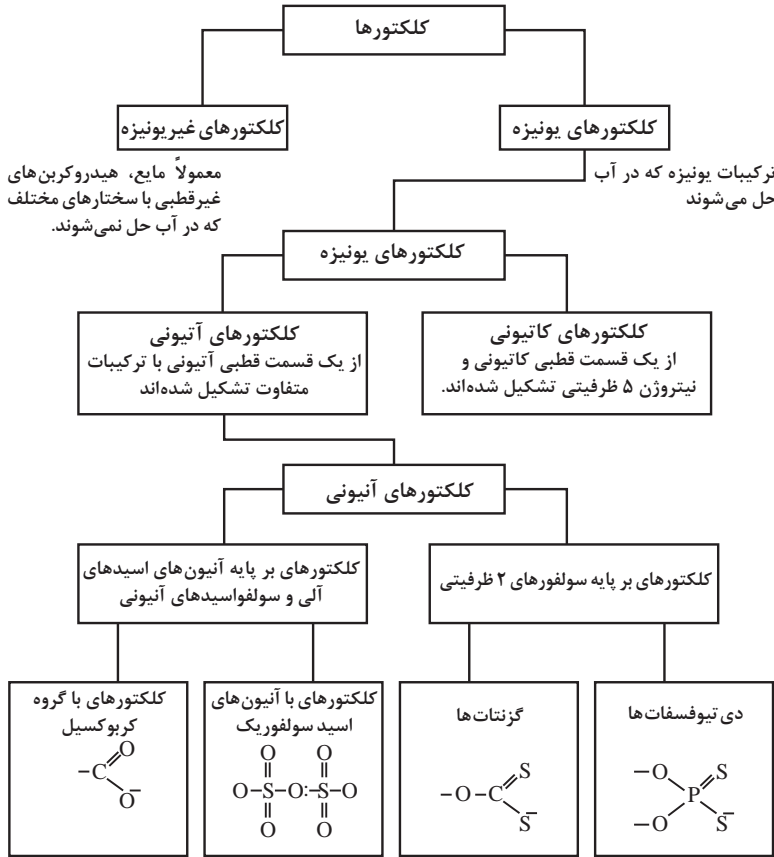 کلکتورها
کلکتورهای یونیزه
کلکتورهای غیریونیزه
ترکیبات یونیزه که در آب
حل می‌شوند
معمولاً مایع، هیدروکربن‌های
غیرقطبی با سختارهای مختلف
که در آب حل نمی‌شوند.
کلکتورهای یونیزه
کلکتورهای کاتیونی
از یک قسمت قطبی کاتیونی و
نیتروژن ۵ ظرفیتی تشکیل شده‌اند.
کلکتورهای آتیونی
از یک قسمت قطبی آتیونی با ترکیبات
متفاوت تشکیل شده‌اند
کلکتورهای آنیونی
کلکتورهای بر پایه سولفورهای ۲ ظرفیتی
کلکتورهای بر پایه آنیون‌های اسیدهای
آلی و سولفواسیدهای آنیونی
دی تیوفسفات‌ها
–O S
P
–O S–
گزنتات‌ها
S
–O–C
S–
کلکتورهای با آنیون‌های
اسید سولفوریک
O O
O–S–O:–S–O
O O
کلکتورهای با گروه
کربوکسیل
O
–C
O–